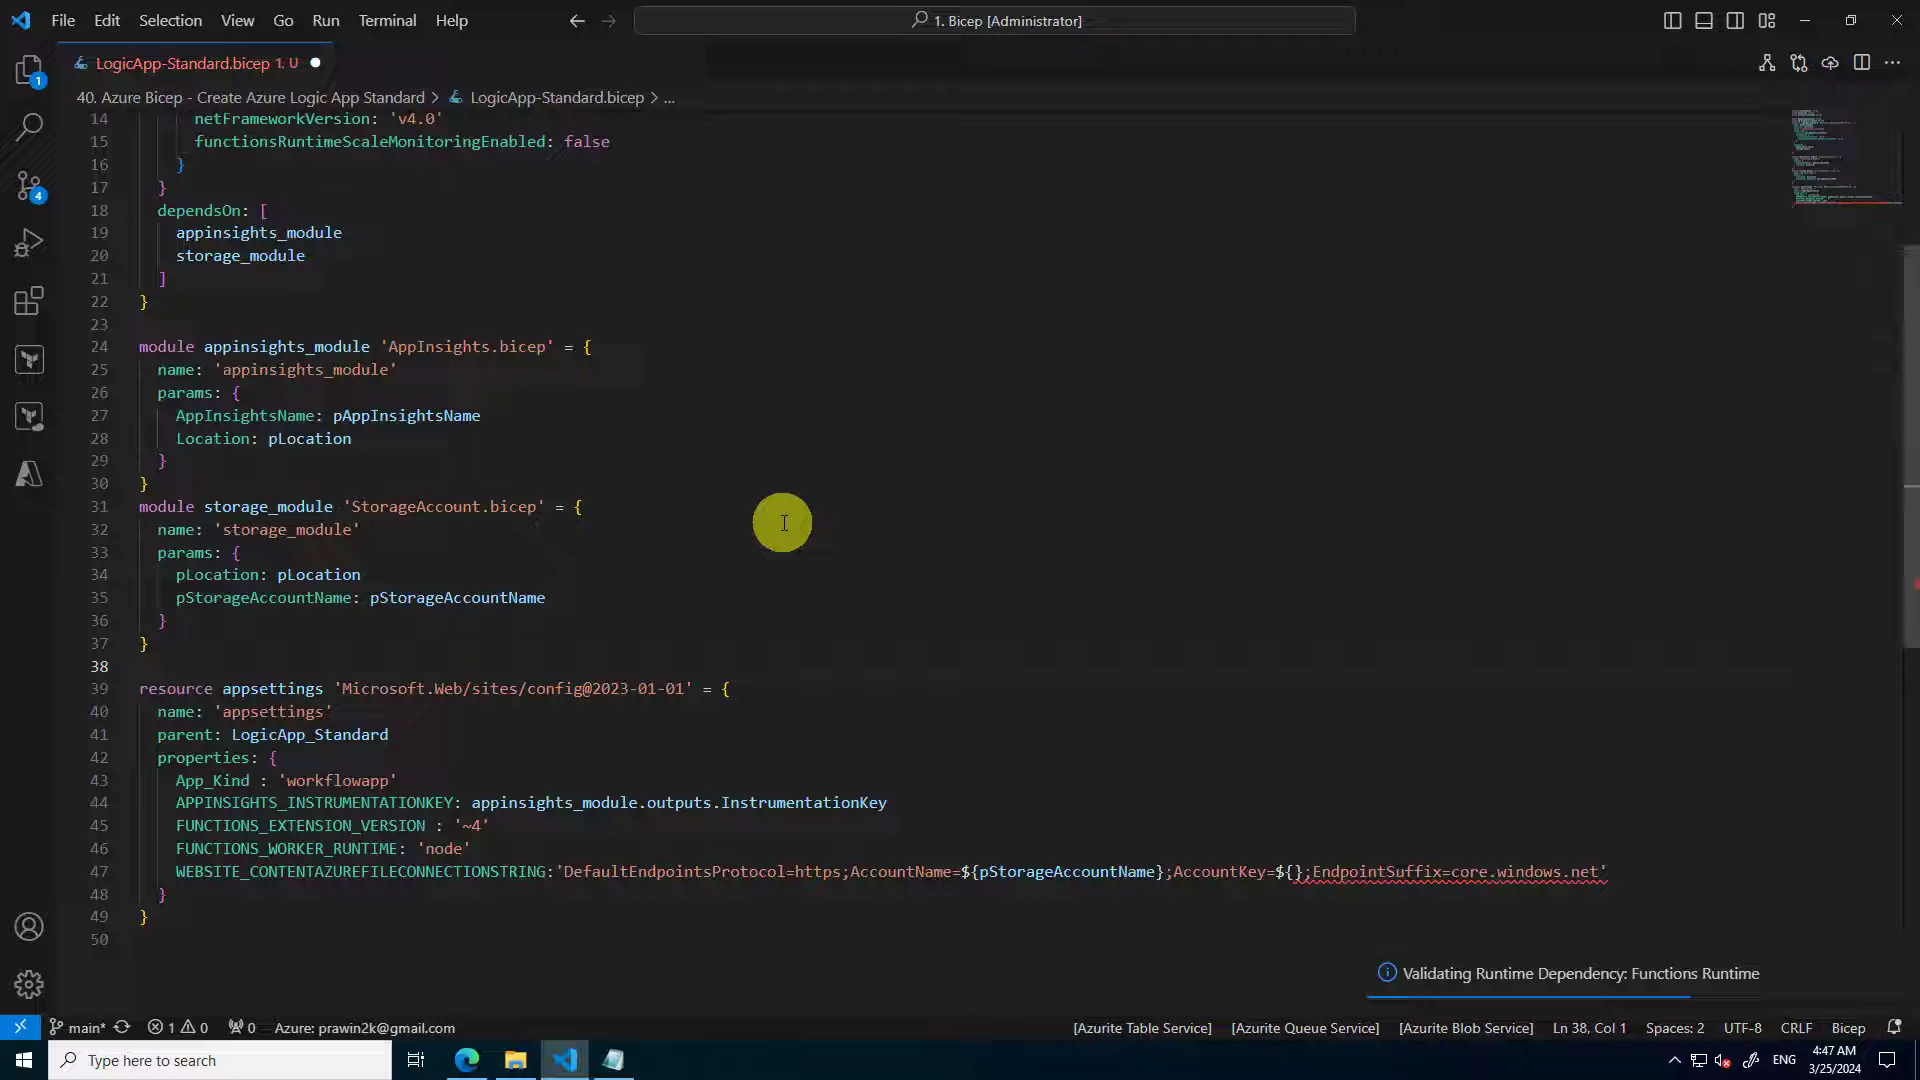 File Edit Selection View Go Run Terminal Help
1. Bicep [Administrator]
LogicApp-Standard.bicep 1, U
40. Azure Bicep - Create Azure Logic App Standard > LogicApp-Standard.bicep > ...
14 netFrameworkVersion: 'v4.0'
15 functionsRuntimeScaleMonitoringEnabled: false
16 }
17 }
18 dependsOn: [
19 appinsights_module
20 storage_module
21 ]
22 }
23
24 module appinsights_module 'AppInsights.bicep' = {
25 name: 'appinsights_module'
26 params: {
27 AppInsightsName: pAppInsightsName
28 Location: pLocation
29 }
30 }
31 module storage_module 'StorageAccount.bicep' = {
32 name: 'storage_module'
33 params: {
34 pLocation: pLocation
35 pStorageAccountName: pStorageAccountName
36 }
37 }
38
39 resource appsettings 'Microsoft.Web/sites/config@2023-01-01' = {
40 name: 'appsettings'
41 parent: LogicApp_Standard
42 properties: {
43 App_Kind : 'workflowapp'
44 APPINSIGHTS_INSTRUMENTATIONKEY: appinsights_module.outputs.InstrumentationKey
45 FUNCTIONS_EXTENSION_VERSION : '~4'
46 FUNCTIONS_WORKER_RUNTIME: 'node'
47 WEBSITE_CONTENTAZUREFILECONNECTIONSTRING:'DefaultEndpointsProtocol=https;AccountName=${pStorageAccountName};AccountKey=${};EndpointSuffix=core.windows.net'
48 }
49 }
50
1
4
Validating Runtime Dependency: Functions Runtime
main* 1 0 0 Azure: prawin2k@gmail.com [Azurite Table Service] [Azurite Queue Service] [Azurite Blob Service] Ln 38, Col 1 Spaces: 2 UTF-8 CRLF Bicep
Type here to search
ENG
4:47 AM
3/25/2024